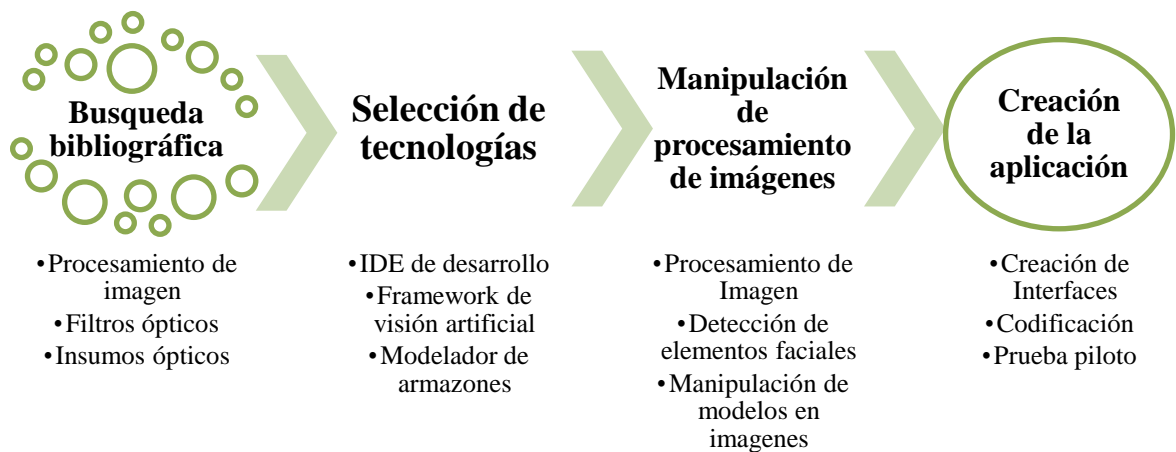 Busqueda
bibliográfica
•Procesamiento de
imagen
•Filtros ópticos
•Insumos ópticos
Selección de
tecnologías
•IDE de desarrollo
•Framework de
visión artificial
•Modelador de
armazones
Manipulación
de
procesamiento
de imágenes
•Procesamiento de
Imagen
•Detección de
elementos faciales
•Manipulación de
modelos en
imagenes
Creación
de la
aplicación
•Creación de
Interfaces
•Codificación
•Prueba piloto